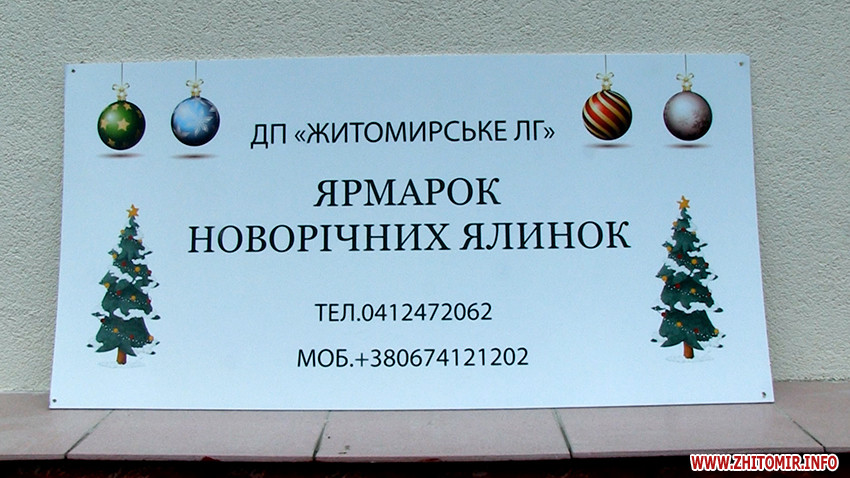 ДП «ЖИТОМИРСЬКЕ ЛГ»
ЯРМАРОК
НОВОРІЧНИХ ЯЛИНОК
ТЕЛ.0412472062
МОБ.+380674121202
WWW.ZHITOMIR.INFO